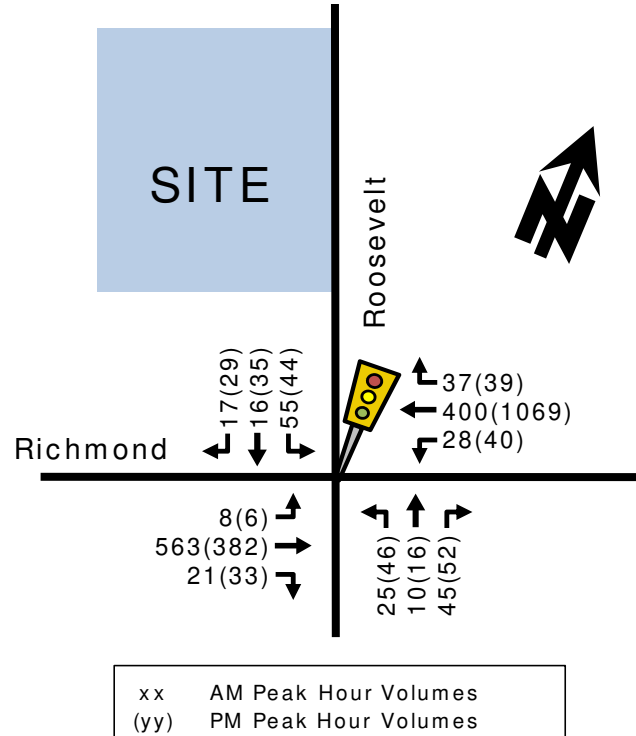 SITE
Roosevelt
17(29)
16(35)
55(44)
37(39)
400(1069)
28(40)
Richmond
8(6)
563(382)
21(33)
25(46)
10(16)
45(52)
N
xx AM Peak Hour Volumes
(yy) PM Peak Hour Volumes